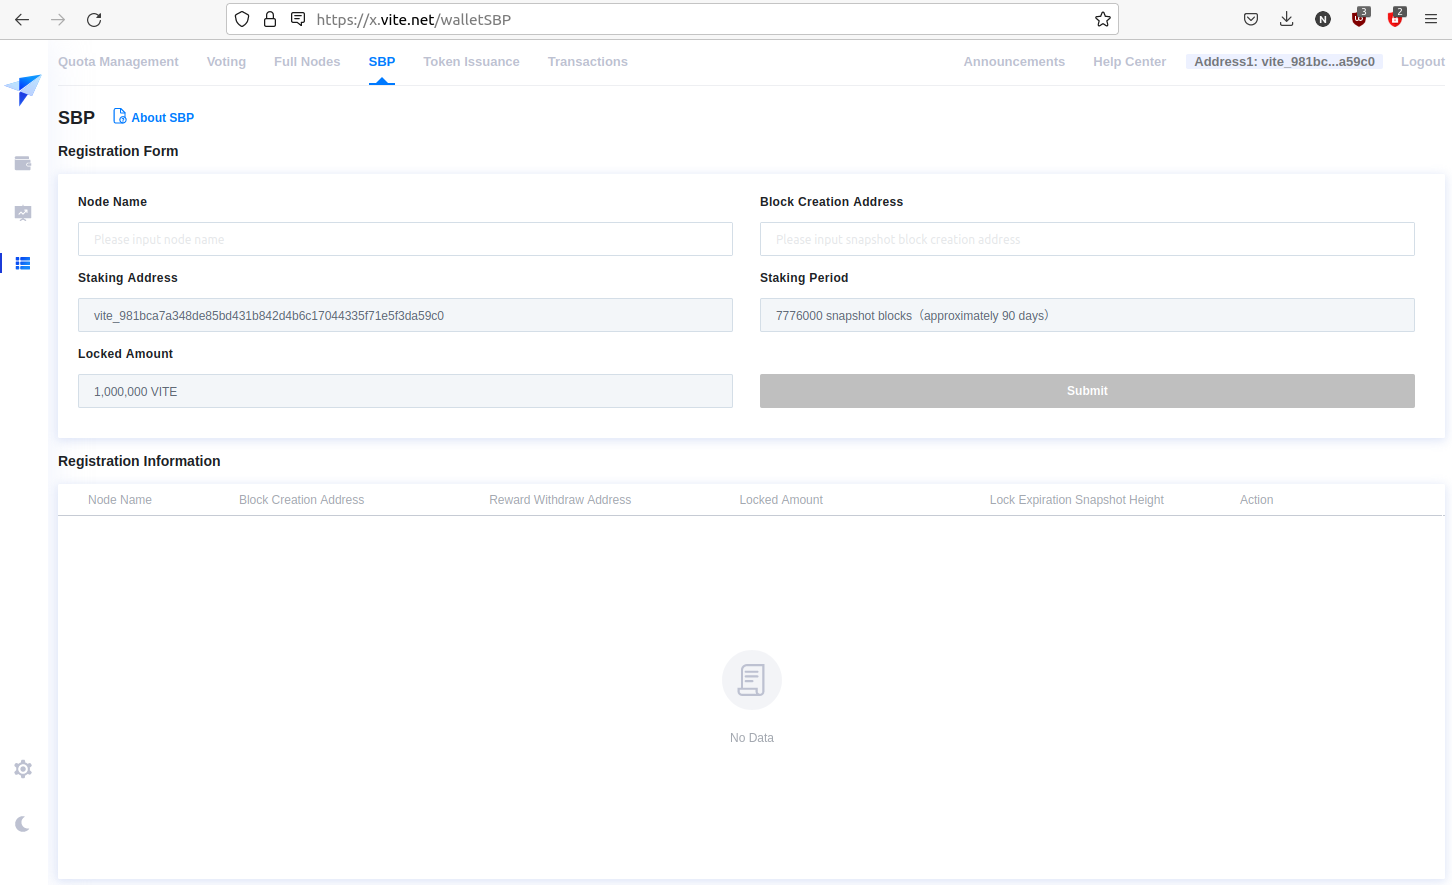 https://x.vite.net/walletSBP
3
N
2
Quota Management Voting Full Nodes SBP Token Issuance Transactions Announcements Help Center Address1: vite_981bc...a59c0 Logout
SBP About SBP
Registration Form
Node Name Block Creation Address
Please input node name Please input snapshot block creation address
Staking Address Staking Period
vite_981bca7a348de85bd431b842d4b6c17044335f71e5f3da59c0 7776000 snapshot blocks（approximately 90 days）
Locked Amount
1,000,000 VITE Submit
Registration Information
Node Name Block Creation Address Reward Withdraw Address Locked Amount Lock Expiration Snapshot Height Action
No Data